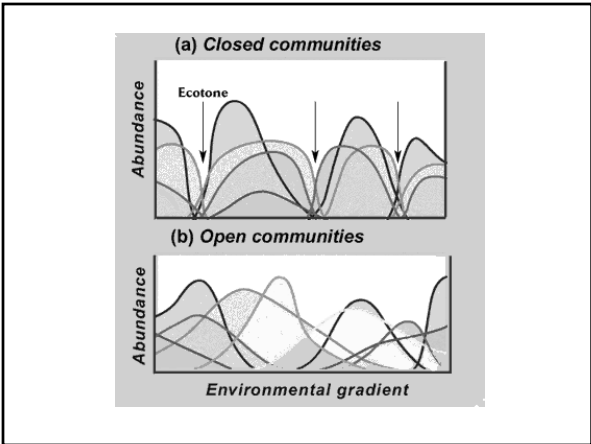 (a) Closed communities
Ecotone
Abundance
(b) Open communities
Abundance
Environmental gradient